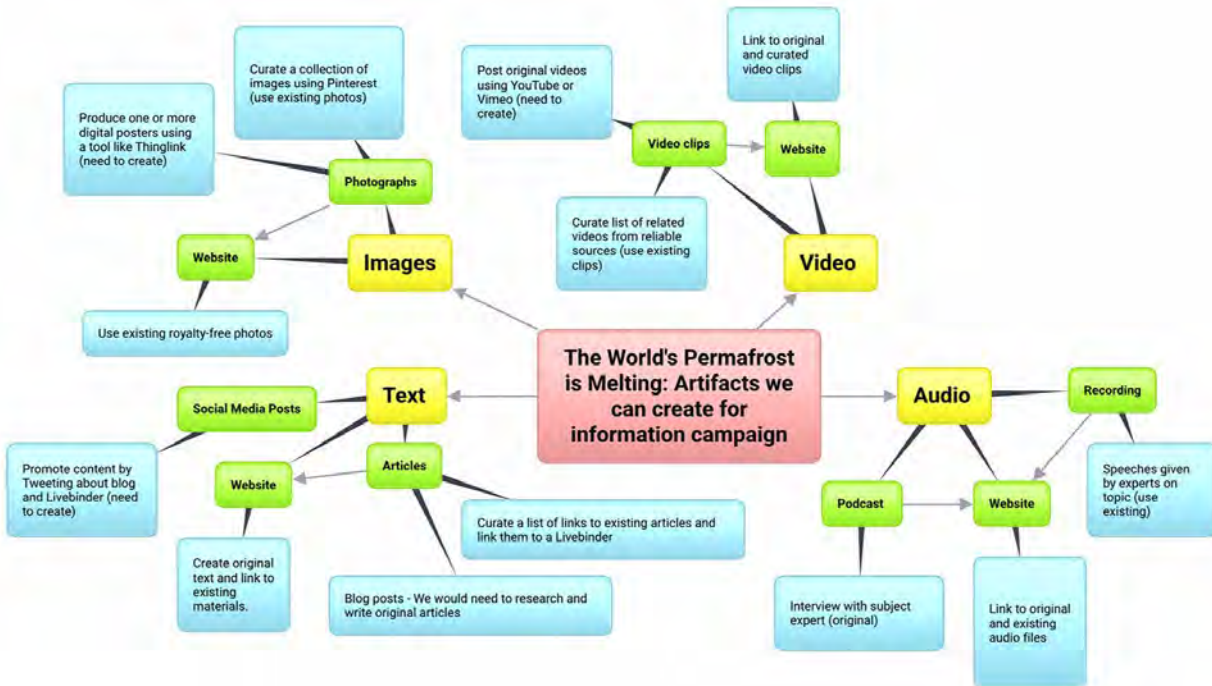 Curate a collection of
images using Pinterest
(use existing photos)
Produce one or more
digital posters using
a tool like Thinglink
(need to create)
Photographs
Website
Images
Use existing royalty-free photos
Post original videos
using YouTube or
Vimeo (need to
create)
Link to original
and curated
video clips
Video clips
Website
Curate list of related
videos from reliable
sources (use existing
clips)
Video
The World's Permafrost
is Melting: Artifacts we
can create for
information campaign
Text
Social Media Posts
Promote content by
Tweeting about blog
and Livebinder (need
to create)
Website
Articles
Create original
text and link to
existing
materials.
Curate a list of links to existing articles and
link them to a Livebinder
Blog posts - We would need to research and
write original articles
Audio
Recording
Speeches given
by experts on
topic (use
existing)
Podcast
Website
Interview with subject
expert (original)
Link to original
and existing
audio files